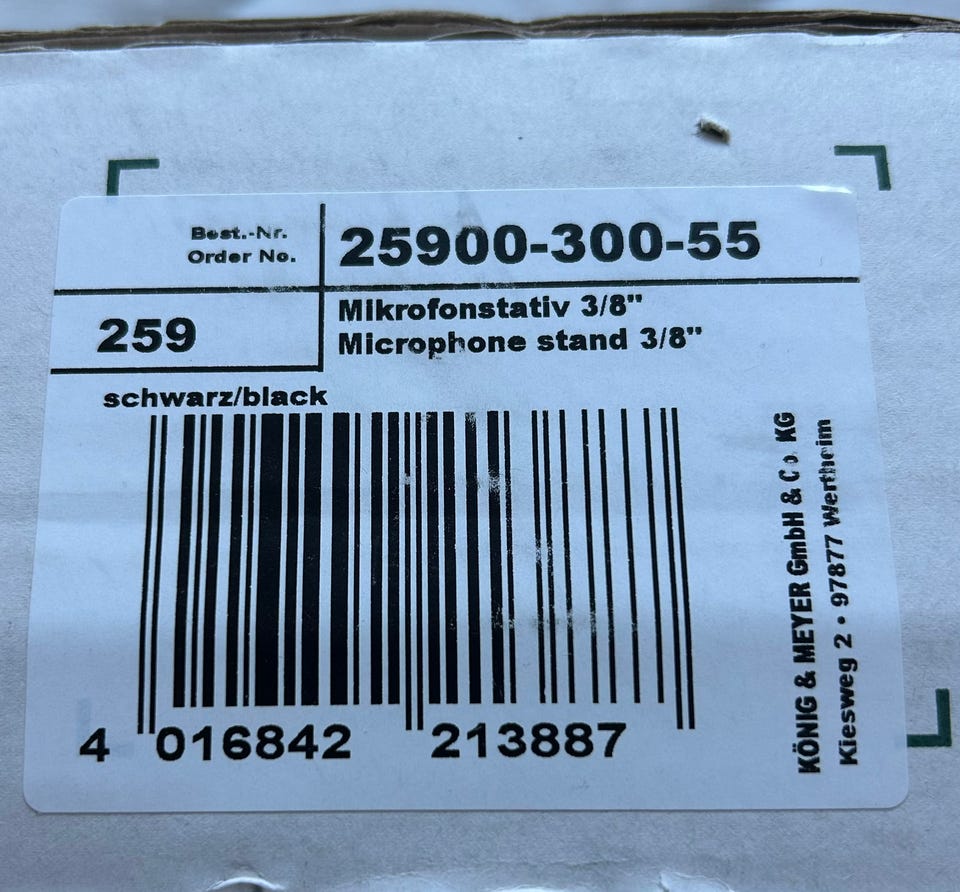 Best.-Nr.
Order No.
25900-300-55
259
Mikrofonstativ 3/8"
Microphone stand 3/8"
schwarz/black
4 016842 213887
KÖNIG & MEYER GmbH & Co. KG
Kiesweg 2 • 97877 Wertheim